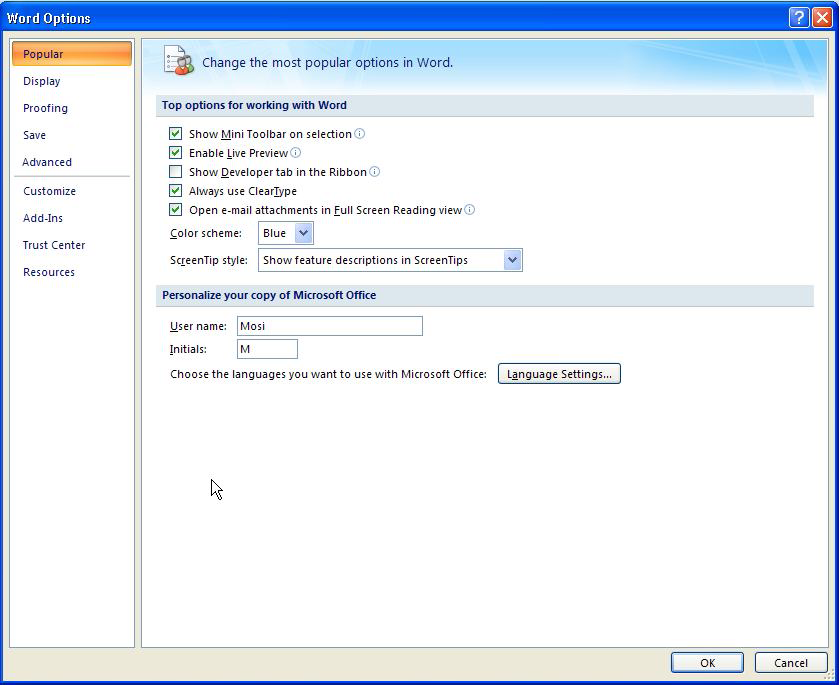 Word Options
Popular
Display
Proofing
Save
Advanced
Customize
Add-Ins
Trust Center
Resources
Change the most popular options in Word.
Top options for working with Word
Show Mini Toolbar on selection
Enable Live Preview
Show Developer tab in the Ribbon
Always use ClearType
Open e-mail attachments in Full Screen Reading view
Color scheme: Blue
ScreenTip style: Show feature descriptions in ScreenTips
Personalize your copy of Microsoft Office
User name: Mosi
Initials: M
Choose the languages you want to use with Microsoft Office: Language Settings...
OK Cancel